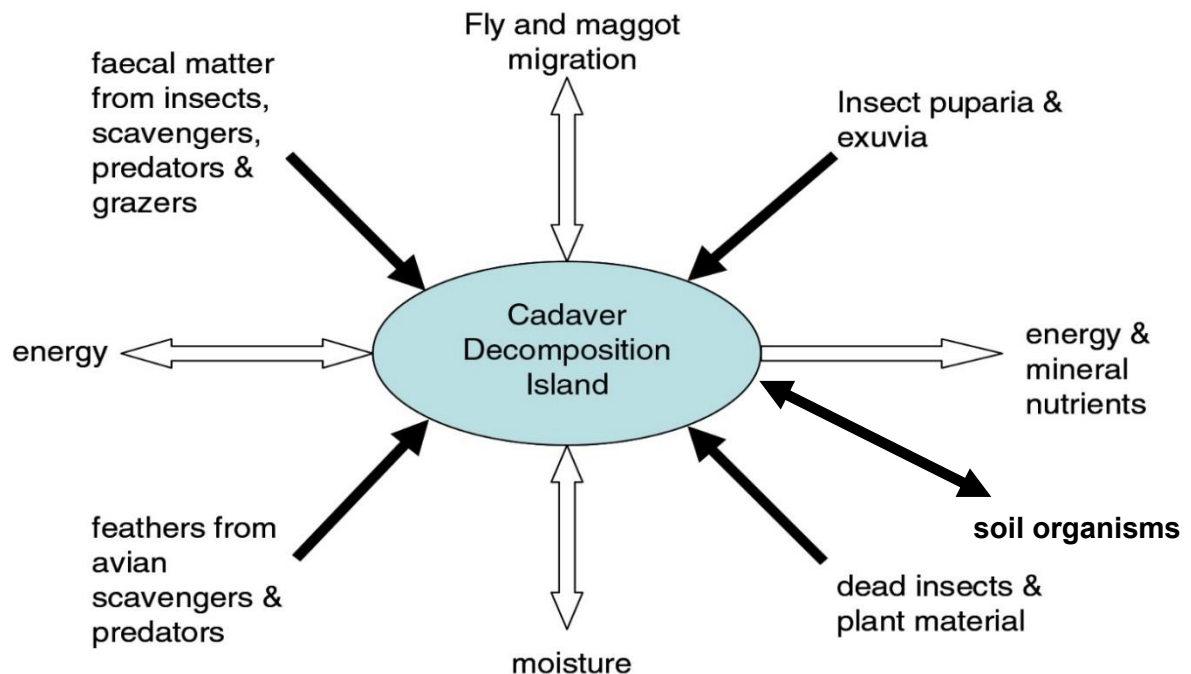 Fly and maggot
migration
faecal matter
from insects,
scavengers,
predators &
grazers
Insect puparia &
exuvia
Cadaver
Decomposition
Island
energy
energy &
mineral
nutrients
soil organisms
feathers from
avian
scavengers &
predators
dead insects &
plant material
moisture